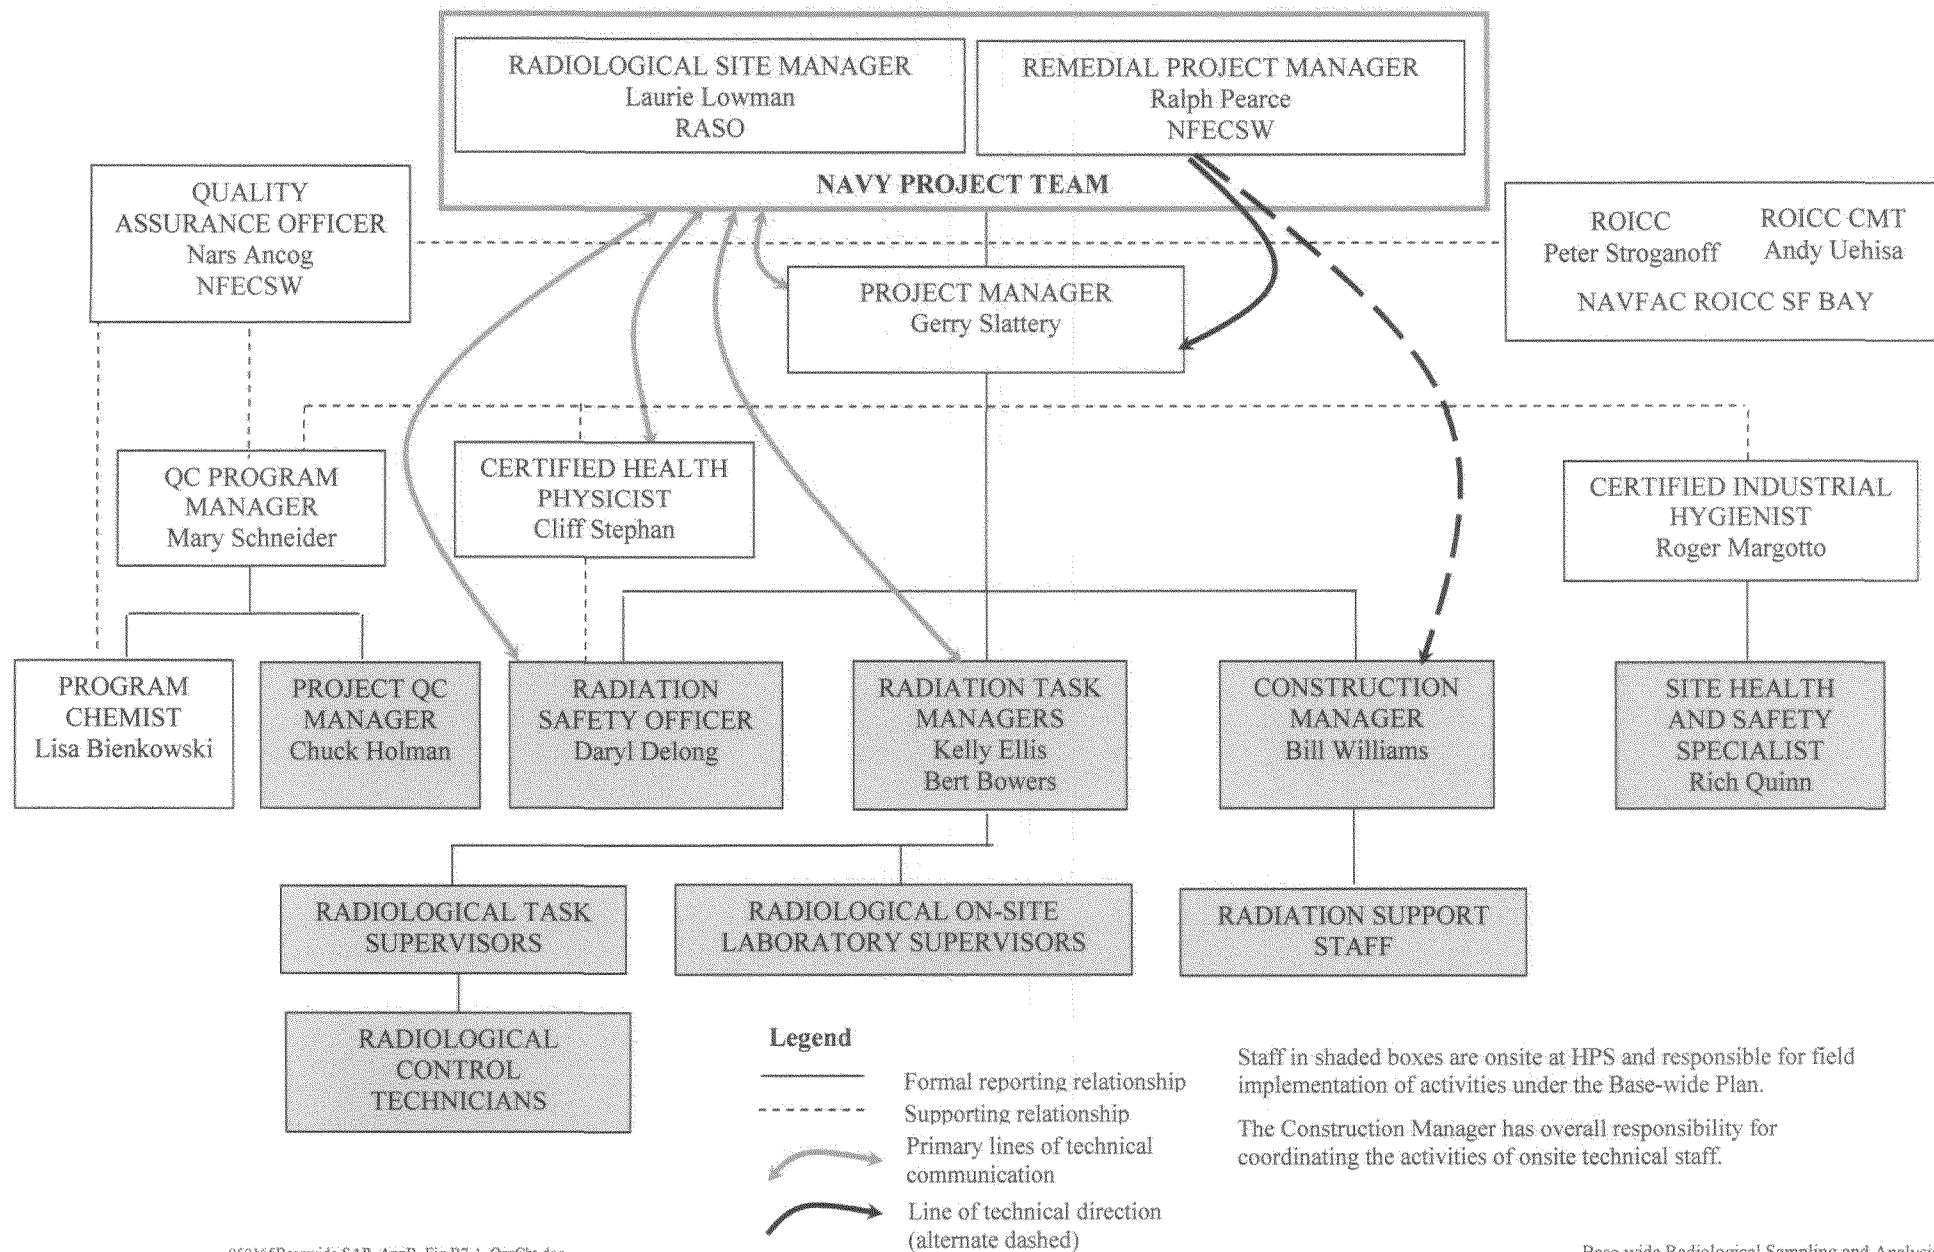 RADIOLOGICAL SITE MANAGER
Laurie Lowman
RASO
REMEDIAL PROJECT MANAGER
Ralph Pearce
NFECSW
NAVY PROJECT TEAM
QUALITY
ASSURANCE OFFICER
Nars Ancog
NFECSW
ROICC
Peter Stroganoff
ROICC CMT
Andy Uehisa
NAVFAC ROICC SF BAY
PROJECT MANAGER
Gerry Slattery
QC PROGRAM
MANAGER
Mary Schneider
CERTIFIED HEALTH
PHYSICIST
Cliff Stephan
CERTIFIED INDUSTRIAL
HYGIENIST
Roger Margotto
PROGRAM
CHEMIST
Lisa Bienkowski
PROJECT QC
MANAGER
Chuck Holman
RADIATION
SAFETY OFFICER
Daryl Delong
RADIATION TASK
MANAGERS
Kelly Ellis
Bert Bowers
CONSTRUCTION
MANAGER
Bill Williams
SITE HEALTH
AND SAFETY
SPECIALIST
Rich Quinn
RADIOLOGICAL TASK
SUPERVISORS
RADIOLOGICAL ON-SITE
LABORATORY SUPERVISORS
RADIATION SUPPORT
STAFF
RADIOLOGICAL
CONTROL
TECHNICIANS
Legend
Formal reporting relationship
Supporting relationship
Primary lines of technical
communication
Line of technical direction
(alternate dashed)
Staff in shaded boxes are onsite at HPS and responsible for field
implementation of activities under the Base-wide Plan.
The Construction Manager has overall responsibility for
coordinating the activities of onsite technical staff.
Base-wide Radiological Sampling and Analysis